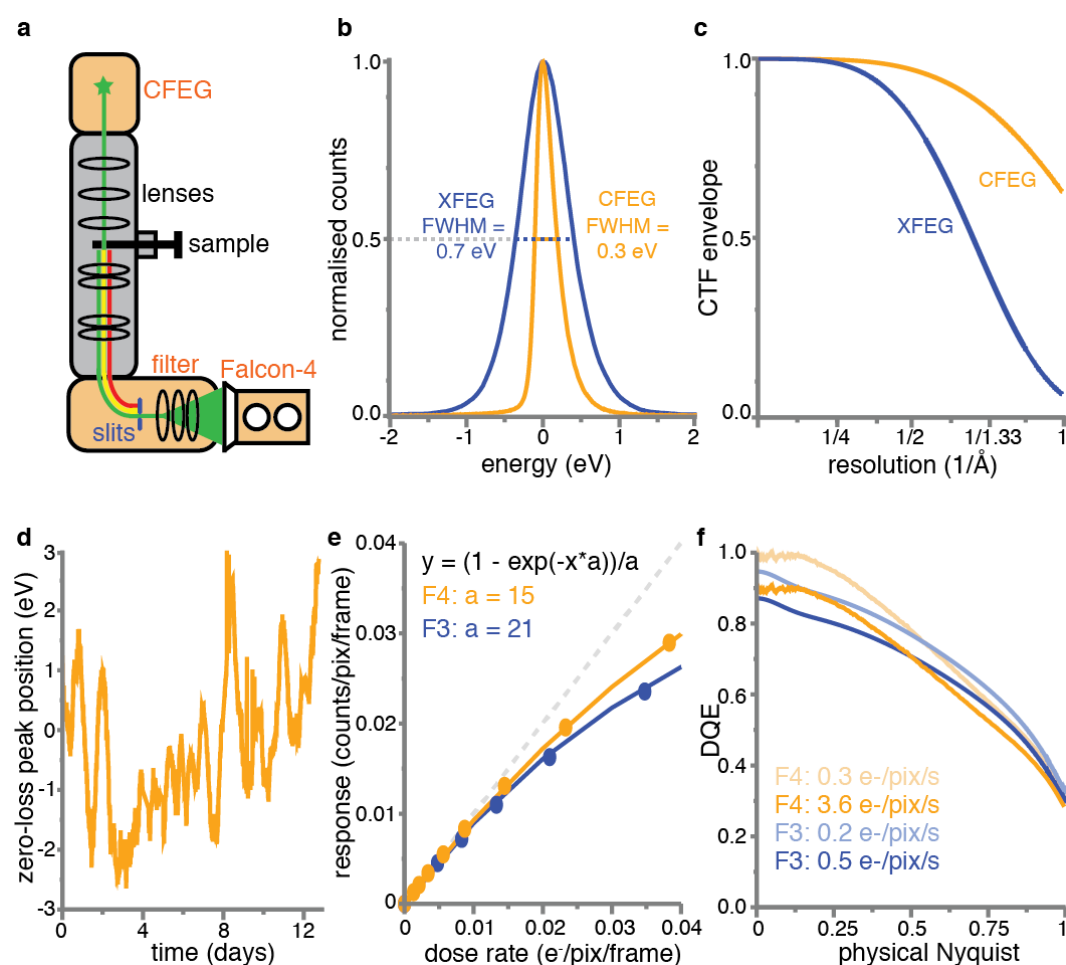 a
CFEG
lenses
sample
filter
Falcon-4
slits
b
1.0
0.5
0.0
normalised counts
XFEG
FWHM =
0.7 eV
CFEG
FWHM =
0.3 eV
-2
-1
0
1
2
energy (eV)
c
1.0
0.5
0.0
CTF envelope
CFEG
XFEG
1/4
1/2
1/1.33
1
resolution (1/Å)
d
3
2
1
0
-1
-2
-3
zero-loss peak position (eV)
0
4
8
12
time (days)
e
0.04
0.03
0.02
0.01
0
response (counts/pix/frame)
y = (1 - exp(-x*a))/a
F4: a = 15
F3: a = 21
0.00
0.01
0.02
0.03
0.04
dose rate (e-/pix/frame)
f
1.0
0.8
0.6
0.4
0.2
0.0
DQE
F4: 0.3 e-/pix/s
F4: 3.6 e-/pix/s
F3: 0.2 e-/pix/s
F3: 0.5 e-/pix/s
0
0.25
0.5
0.75
1
physical Nyquist